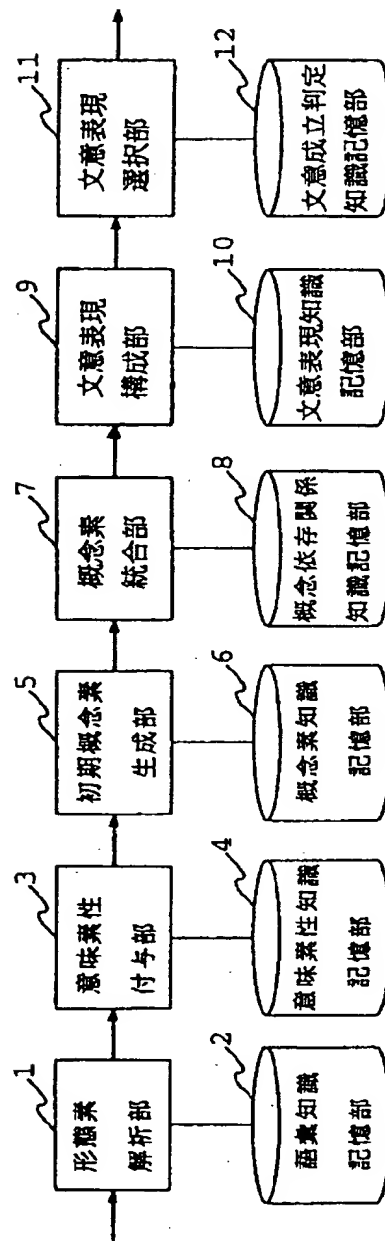 1
形態素
解析部
2
語彙知識
記憶部
3
意味素性
付与部
4
意味素性知識
記憶部
5
初期概念素
生成部
6
概念素知識
記憶部
7
概念素
統合部
8
概念依存関係
知識記憶部
9
文意表現
構成部
10
文意表現知識
記憶部
11
文意表現
選択部
12
文意成立判定
知識記憶部